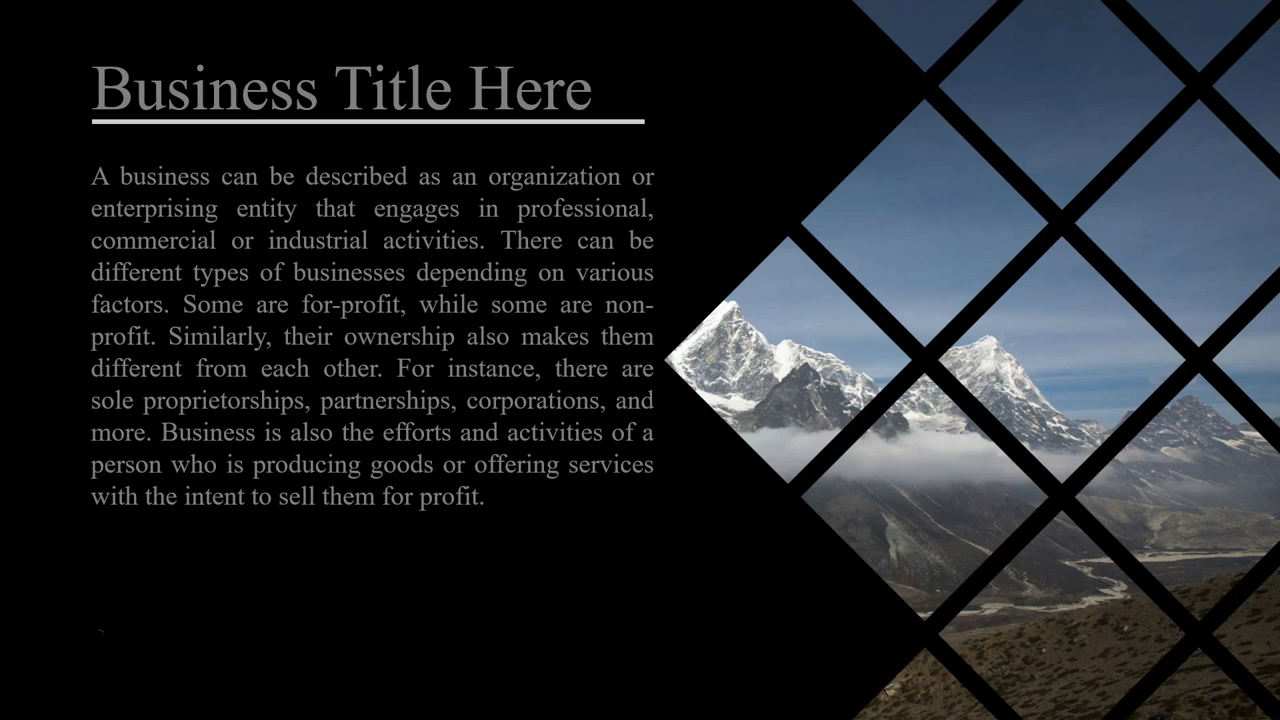 Business Title Here
A business can be described as an organization or
enterprising entity that engages in professional,
commercial or industrial activities. There can be
different types of businesses depending on various
factors. Some are for-profit, while some are non-
profit. Similarly, their ownership also makes them
different from each other. For instance, there are
sole proprietorships, partnerships, corporations, and
more. Business is also the efforts and activities of a
person who is producing goods or offering services
with the intent to sell them for profit.